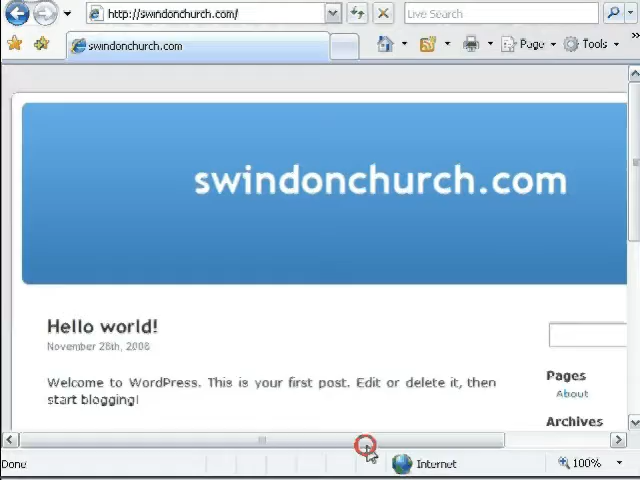 http://swindonchurch.com/
Live Search
swindonchurch.com
Page
Tools
swindonchurch.com
Hello world!
November 28th, 2008
Welcome to WordPress. This is your first post. Edit or delete it, then
start blogging!
Pages
About
Archives
Done
Internet
100%